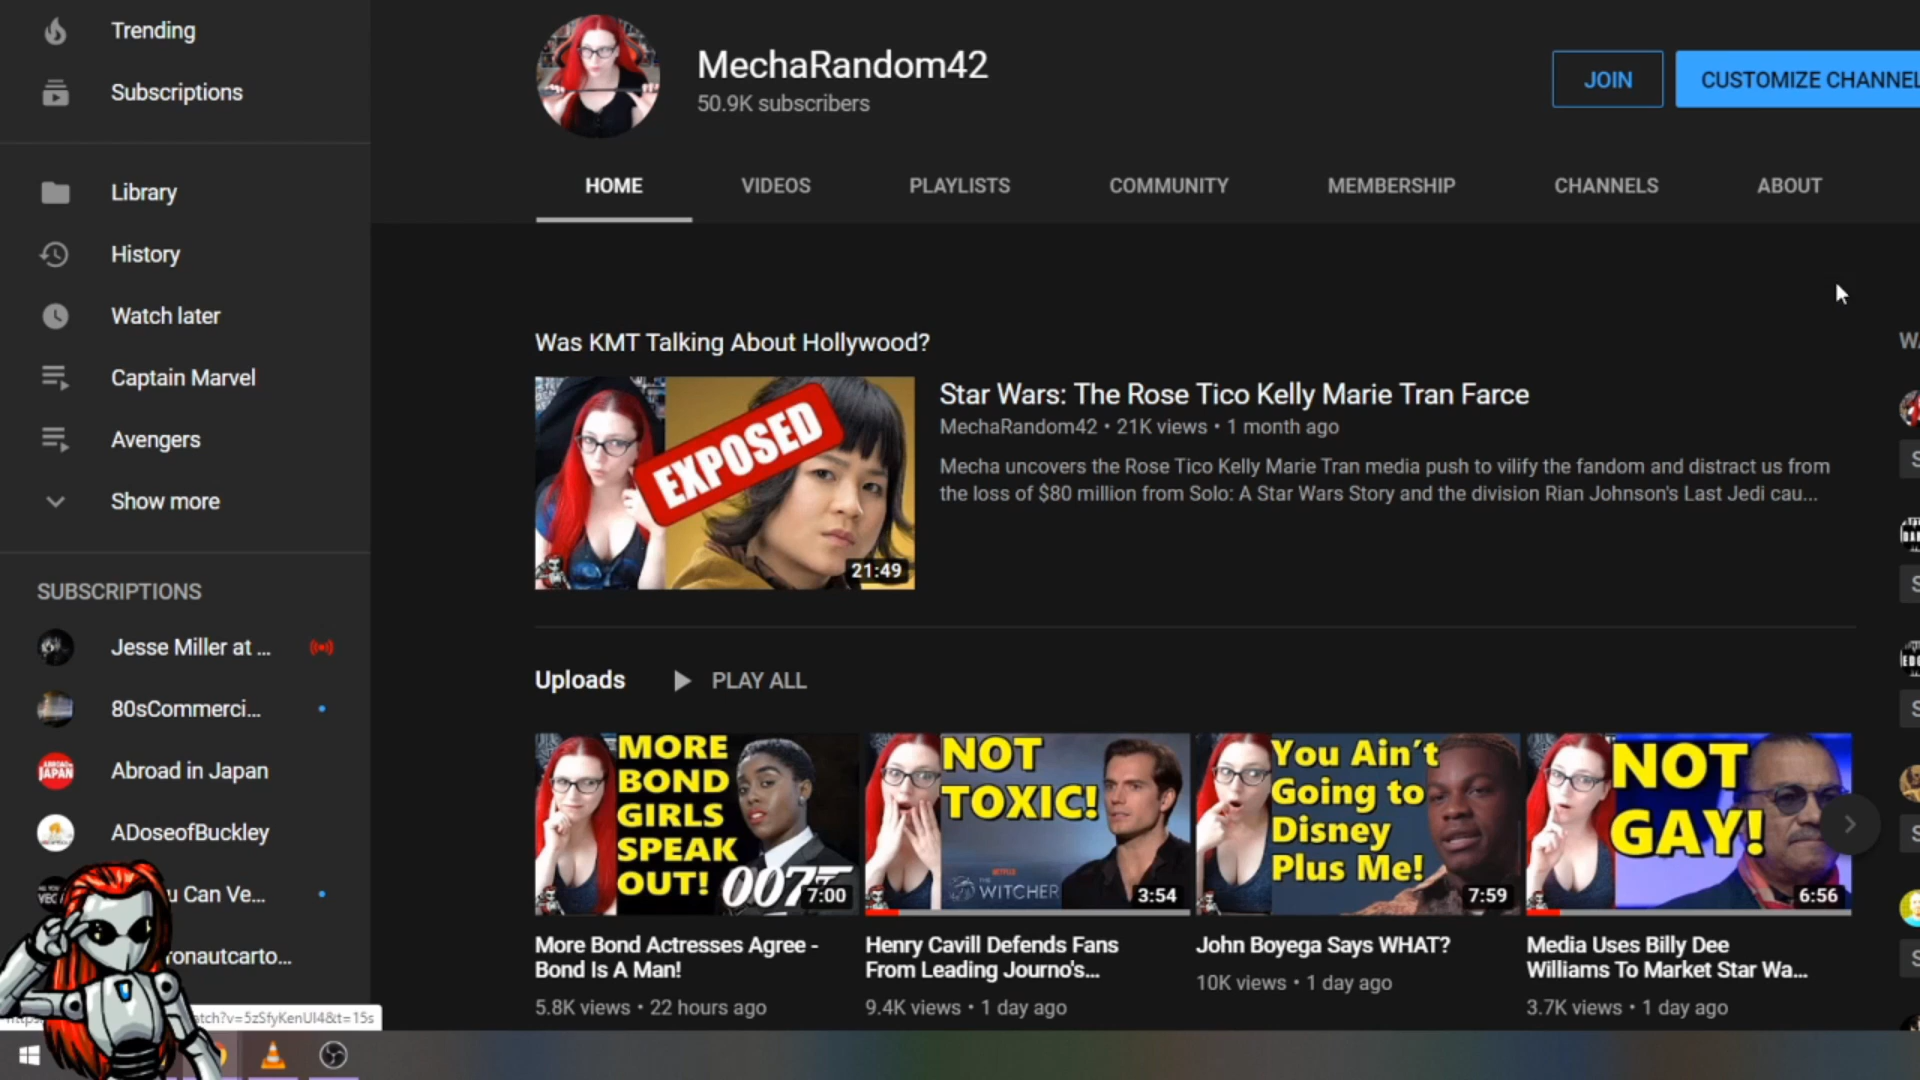 Trending
Subscriptions
Library
History
Watch later
Captain Marvel
Avengers
Show more
SUBSCRIPTIONS
Jesse Miller at ...
80sCommerci...
Abroad in Japan
ADoseofBuckley
u Can Ve...
ronautcarto...
atch?v=5zSfyKenUI4&t=15s
MechaRandom42
50.9K subscribers
JOIN
CUSTOMIZE CHANNEL
HOME
VIDEOS
PLAYLISTS
COMMUNITY
MEMBERSHIP
CHANNELS
ABOUT
Was KMT Talking About Hollywood?
EXPOSED
21:49
Star Wars: The Rose Tico Kelly Marie Tran Farce
MechaRandom42 • 21K views • 1 month ago
Mecha uncovers the Rose Tico Kelly Marie Tran media push to vilify the fandom and distract us from
the loss of $80 million from Solo: A Star Wars Story and the division Rian Johnson's Last Jedi cau...
Uploads
PLAY ALL
MORE
BOND
GIRLS
SPEAK
OUT!
007
7:00
More Bond Actresses Agree -
Bond Is A Man!
5.8K views • 22 hours ago
NOT
TOXIC!
NETFLIX
THE
WITCHER
3:54
Henry Cavill Defends Fans
From Leading Journo's...
9.4K views • 1 day ago
You Ain't
Going to
Disney
Plus Me!
7:59
John Boyega Says WHAT?
10K views • 1 day ago
NOT
GAY!
6:56
Media Uses Billy Dee
Williams To Market Star Wa...
3.7K views • 1 day ago